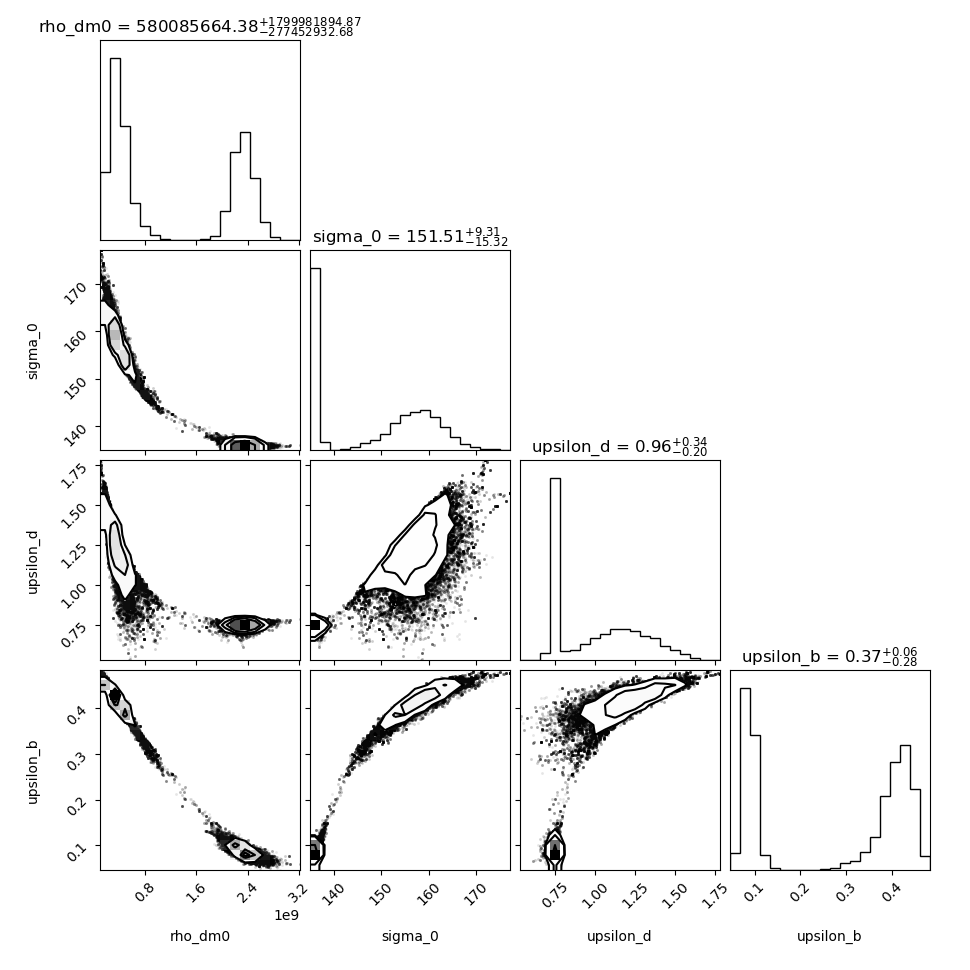 rho_dm0 = 580085664.38+1799981894.87 −277452932.68
sigma_0 = 151.51+9.31 −15.32
170
160
150
140
sigma_0
upsilon_d = 0.96+0.34 −0.20
1.75
1.50
1.25
1.00
0.75
upsilon_d
upsilon_b = 0.37+0.06 −0.28
0.4
0.3
0.2
0.1
upsilon_b
0.8 1.6 2.4 3.2
1e9
rho_dm0
140 150 160 170
sigma_0
0.75 1.00 1.25 1.50 1.75
upsilon_d
0.1 0.2 0.3 0.4
upsilon_b